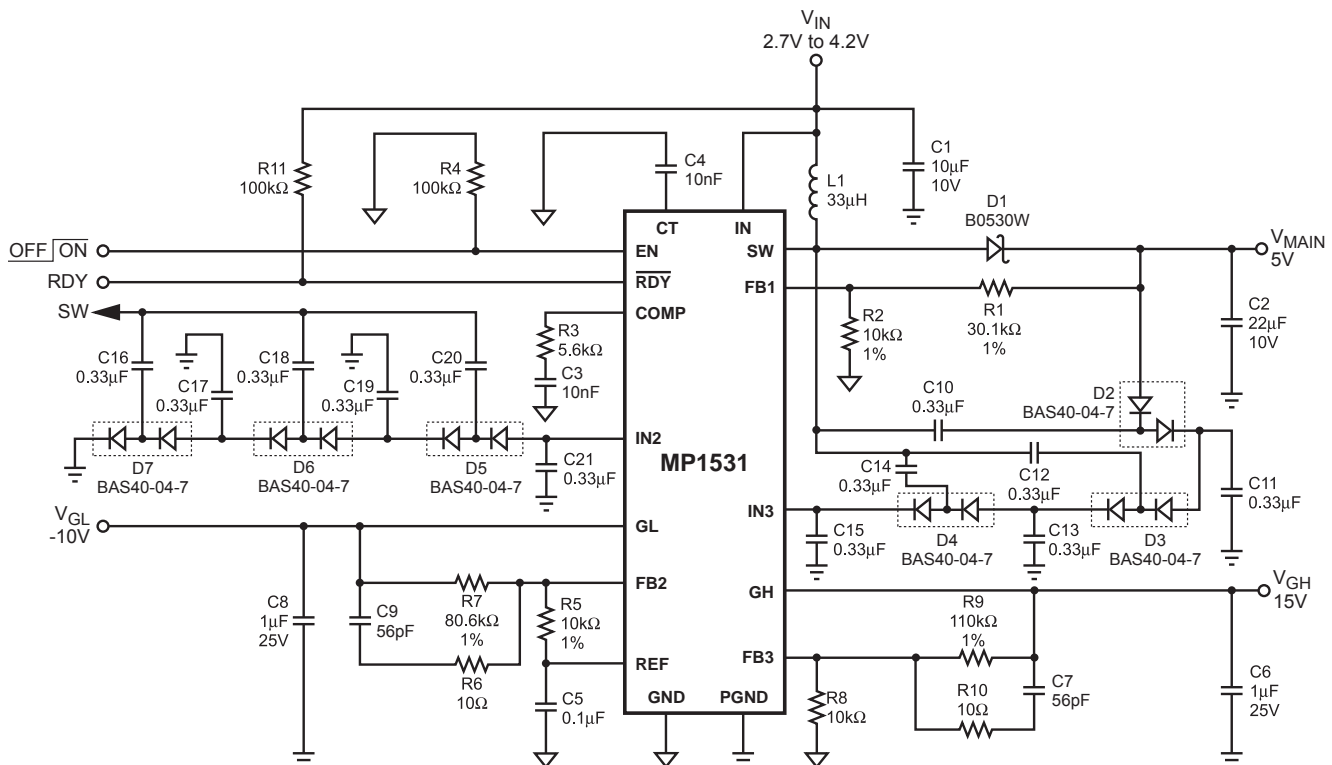 VIN
2.7V to 4.2V
R11
100kΩ
R4
100kΩ
C4
10nF
L1
33µH
C1
10µF
10V
D1
B0530W
CT
IN
OFF ON
EN
SW
VMAIN
5V
RDY
RDY
FB1
SW
COMP
R3
5.6kΩ
C3
10nF
R2
10kΩ
1%
R1
30.1kΩ
1%
C2
22µF
10V
C16
0.33µF
C17
0.33µF
C18
0.33µF
C19
0.33µF
C20
0.33µF
C10
0.33µF
D2
BAS40-04-7
IN2
MP1531
D7
BAS40-04-7
D6
BAS40-04-7
D5
BAS40-04-7
C21
0.33µF
C14
0.33µF
C12
0.33µF
C11
0.33µF
VGL
-10V
GL
IN3
C15
0.33µF
D4
BAS40-04-7
C13
0.33µF
D3
BAS40-04-7
FB2
GH
VGH
15V
C8
1µF
25V
C9
56pF
R7
80.6kΩ
1%
R5
10kΩ
1%
R6
10Ω
REF
C5
0.1µF
GND
PGND
FB3
R9
110kΩ
1%
R8
10kΩ
R10
10Ω
C7
56pF
C6
1µF
25V